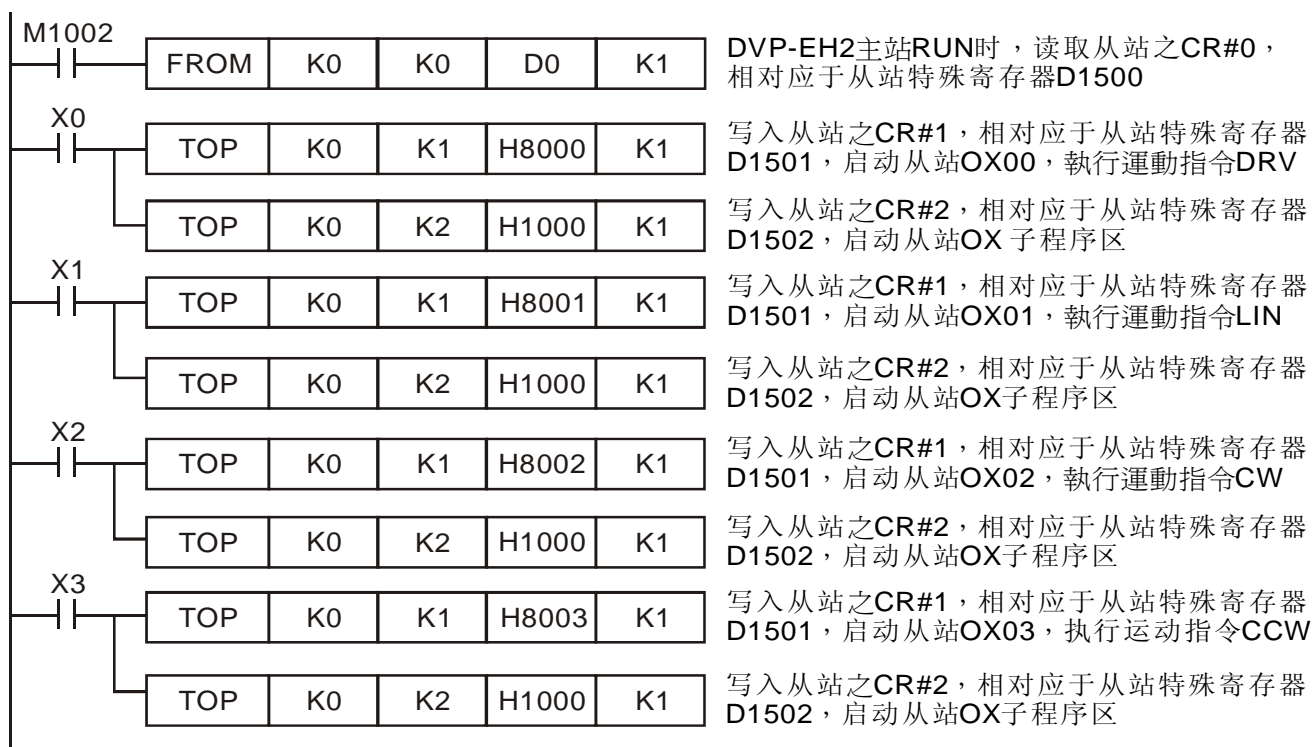 M1002
FROM K0 K0 D0 K1
DVP-EH2主站RUN时，读取从站之CR#0，
相对应于从站特殊寄存器D1500
X0
TOP K0 K1 H8000 K1
写入从站之CR#1，相对应于从站特殊寄存器
D1501，启动从站OX00，執行運動指令DRV
TOP K0 K2 H1000 K1
写入从站之CR#2，相对应于从站特殊寄存器
D1502，启动从站OX 子程序区
X1
TOP K0 K1 H8001 K1
写入从站之CR#1，相对应于从站特殊寄存器
D1501，启动从站OX01，執行運動指令LIN
TOP K0 K2 H1000 K1
写入从站之CR#2，相对应于从站特殊寄存器
D1502，启动从站OX子程序区
X2
TOP K0 K1 H8002 K1
写入从站之CR#1，相对应于从站特殊寄存器
D1501，启动从站OX02，執行運動指令CW
TOP K0 K2 H1000 K1
写入从站之CR#2，相对应于从站特殊寄存器
D1502，启动从站OX子程序区
X3
TOP K0 K1 H8003 K1
写入从站之CR#1，相对应于从站特殊寄存器
D1501，启动从站OX03，执行运动指令CCW
TOP K0 K2 H1000 K1
写入从站之CR#2，相对应于从站特殊寄存器
D1502，启动从站OX子程序区